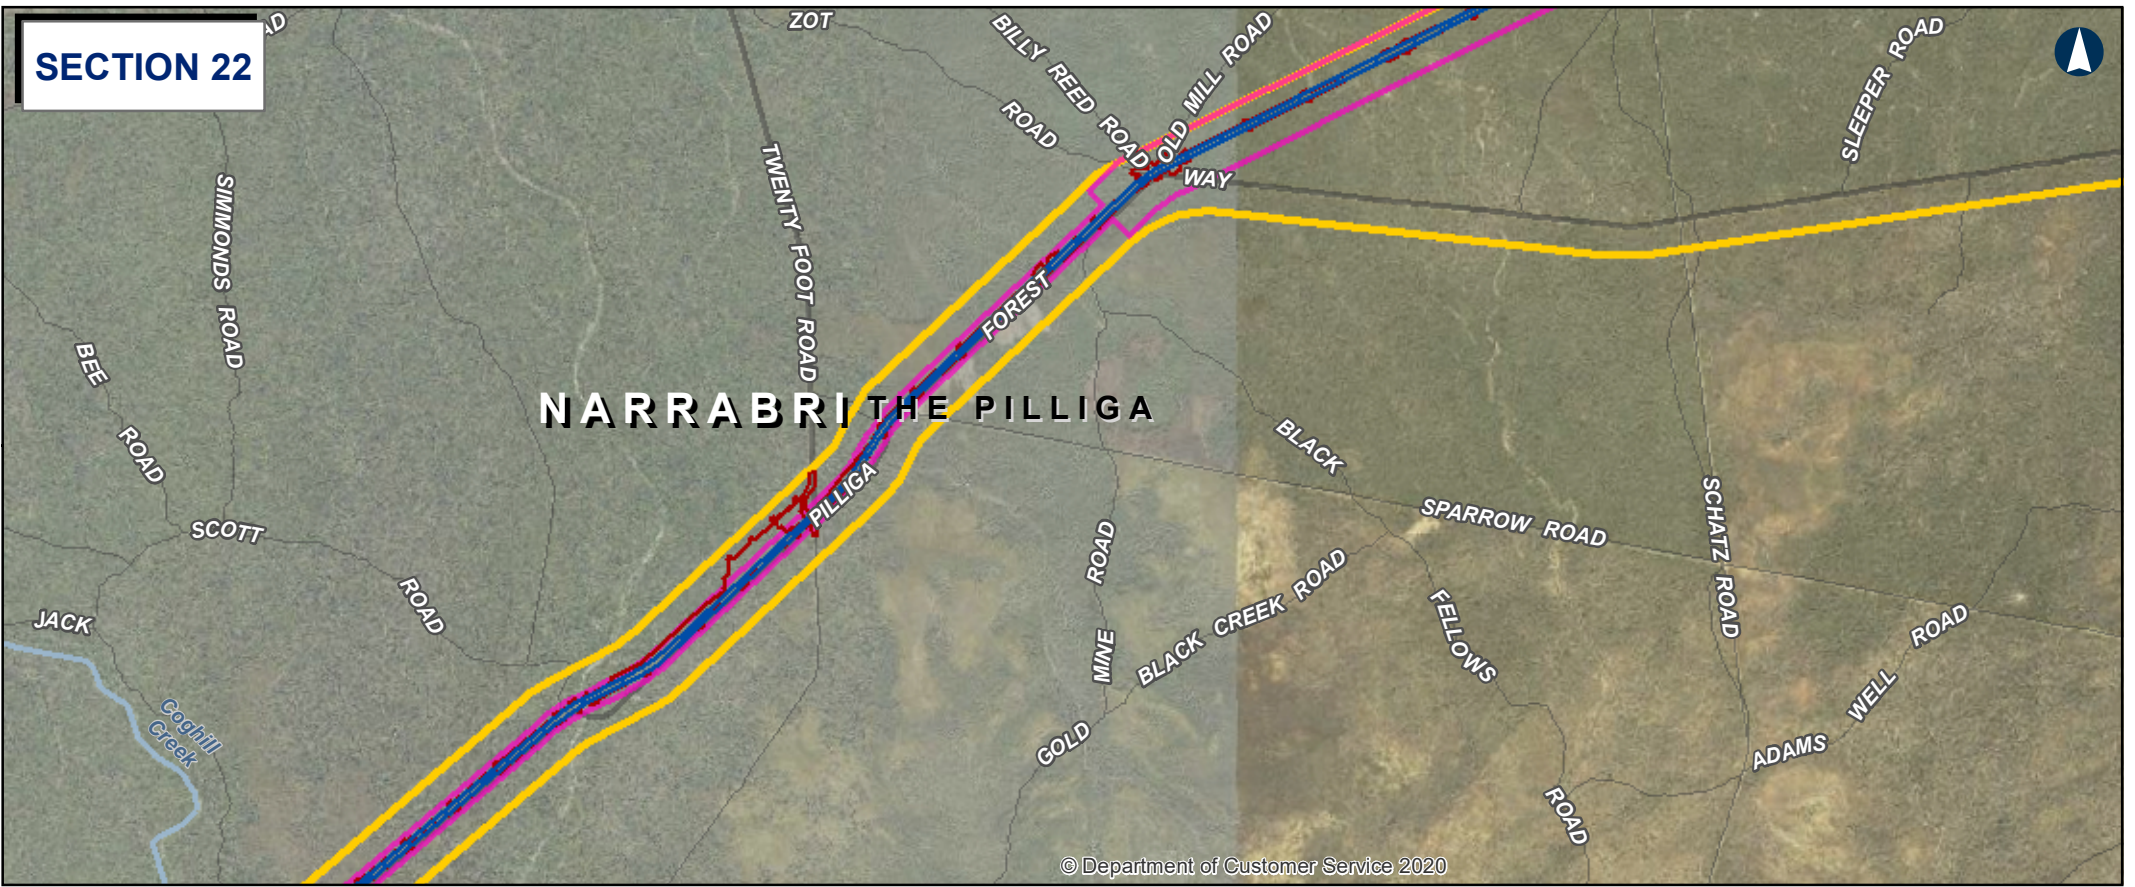 SECTION 22
AD
ZOT
ROAD
BILLY REED ROAD
OLD MILL ROAD
SLEEPER ROAD
WAY
TWENTY FOOT ROAD
SIMMONDS ROAD
BEE
ROAD
FOREST
NARRABRI
THE PILLIGA
PILLIGA
BLACK
SPARROW ROAD
SCHATZ ROAD
SCOTT
ROAD
JACK
ROAD
MINE
BLACK CREEK ROAD
FELLOWS
ROAD
WELL
ADAMS
GOLD
ROAD
Coghill
Creek
© Department of Customer Service 2020